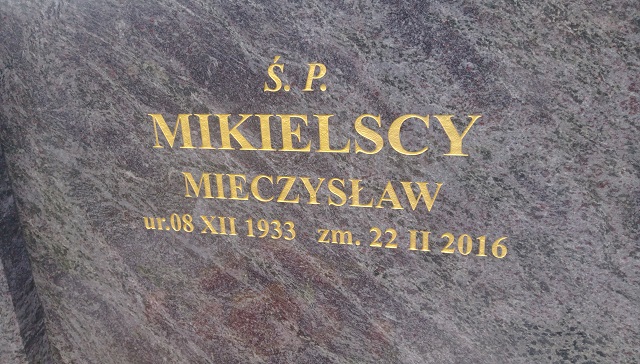 Ś. P.
MIKIELSCY
MIECZYSŁAW
ur.08 XII 1933 zm. 22 II 2016